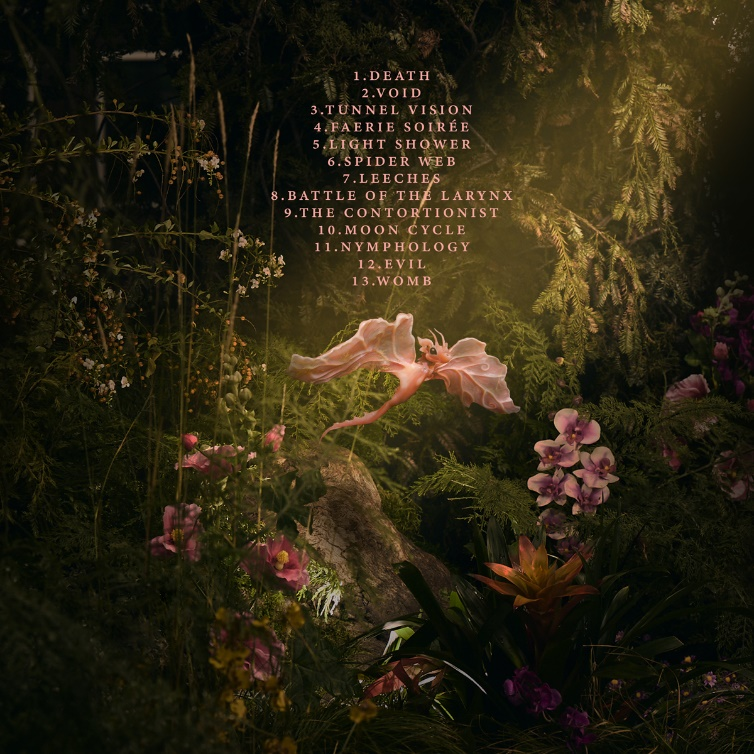 1.DEATH
2.VOID
3.TUNNEL VISION
4.FAERIE SOIRÉE
5.LIGHT SHOWER
6.SPIDER WEB
7.LEECHES
8.BATTLE OF THE LARYNX
9.THE CONTORTIONIST
10.MOON CYCLE
11.NYMPHOLOGY
12.EVIL
13.WOMB